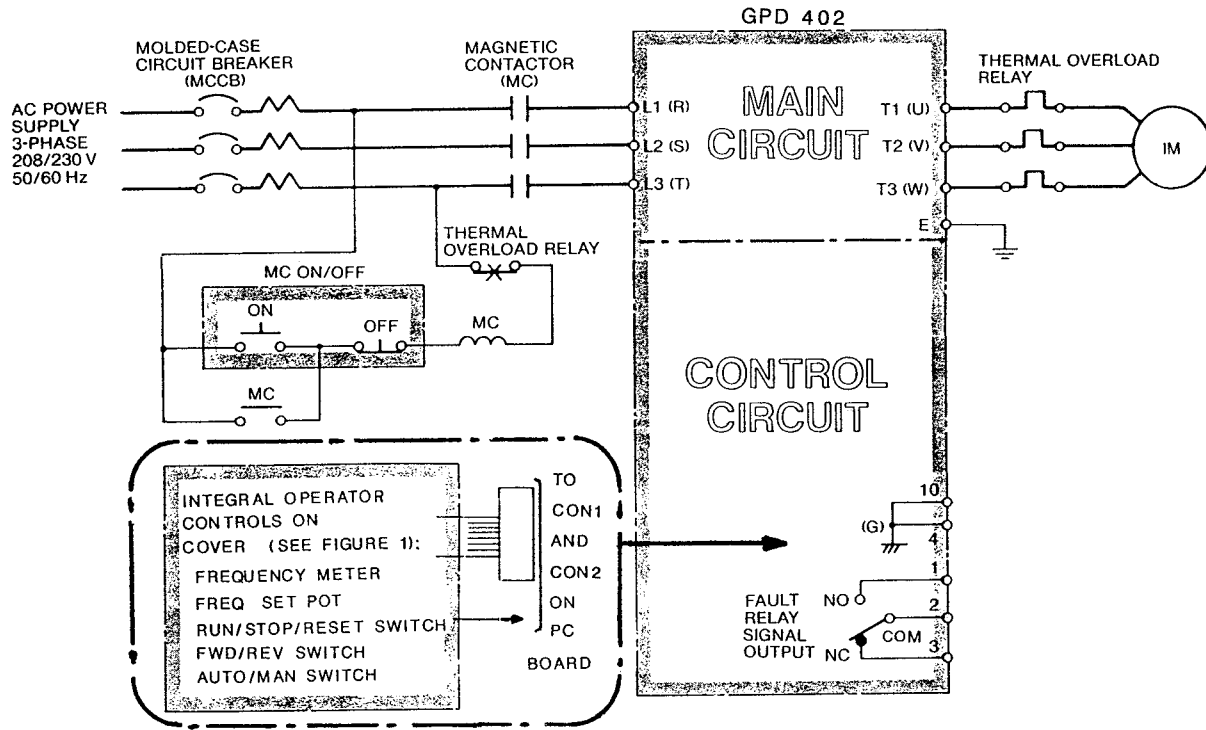 GPD 402
MOLDED-CASE
CIRCUIT BREAKER
(MCCB)
MAGNETIC
CONTACTOR
(MC)
THERMAL OVERLOAD
RELAY
AC POWER
SUPPLY
3-PHASE
208/230 V
50/60 Hz
L1 (R)
L2 (S)
L3 (T)
MAIN
CIRCUIT
T1 (U)
T2 (V)
T3 (W)
E
IM
THERMAL
OVERLOAD RELAY
MC ON/OFF
ON
OFF
MC
MC
CONTROL
CIRCUIT
INTEGRAL OPERATOR
CONTROLS ON
COVER (SEE FIGURE 1):
FREQUENCY METER
FREQ SET POT
RUN/STOP/RESET SWITCH
FWD/REV SWITCH
AUTO/MAN SWITCH
TO
CON1
AND
CON2
ON
PC
BOARD
10
(G)
4
1
FAULT
RELAY
SIGNAL
OUTPUT
NO
2
COM
NC
3